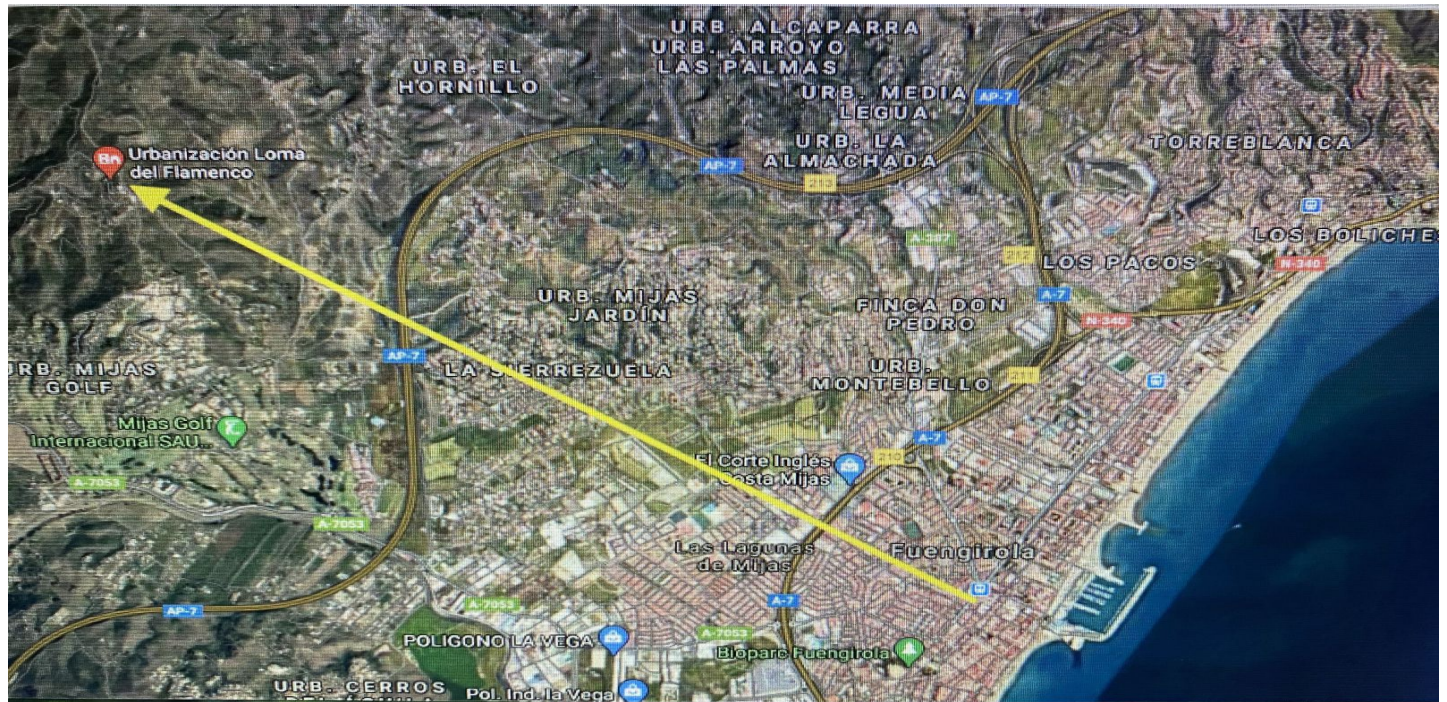 URB. ALCAPARRA
URB. ARROYO
LAS PALMAS
URB. EL
HORNILLO
URB. MEDIA
LEGUA
AP-7
URB. LA
ALMACHADA
TORREBLANCA
Urbanización Loma
del Flamenco
AP-7
213
A-387
LOS BOLICHES
212
LOS PACOS
N-340
A-7
URB. MIJAS
JARDÍN
FINCA DON
PEDRO
N-340
AP-7
URB. MIJAS
GOLF
LA SIERREZUELA
URB.
MONTEBELLO
211
Mijas Golf
Internacional SAU...
A-7
210
El Corte Inglés
Costa Mijas
A-7053
A-7053
Las Lagunas
de Mijas
Fuengirola
AP-7
A-7053
A-7
POLIGONO LA VEGA
A-7053
Bioparc Fuengirola
URB. CERROS
Pol. Ind. la Vega